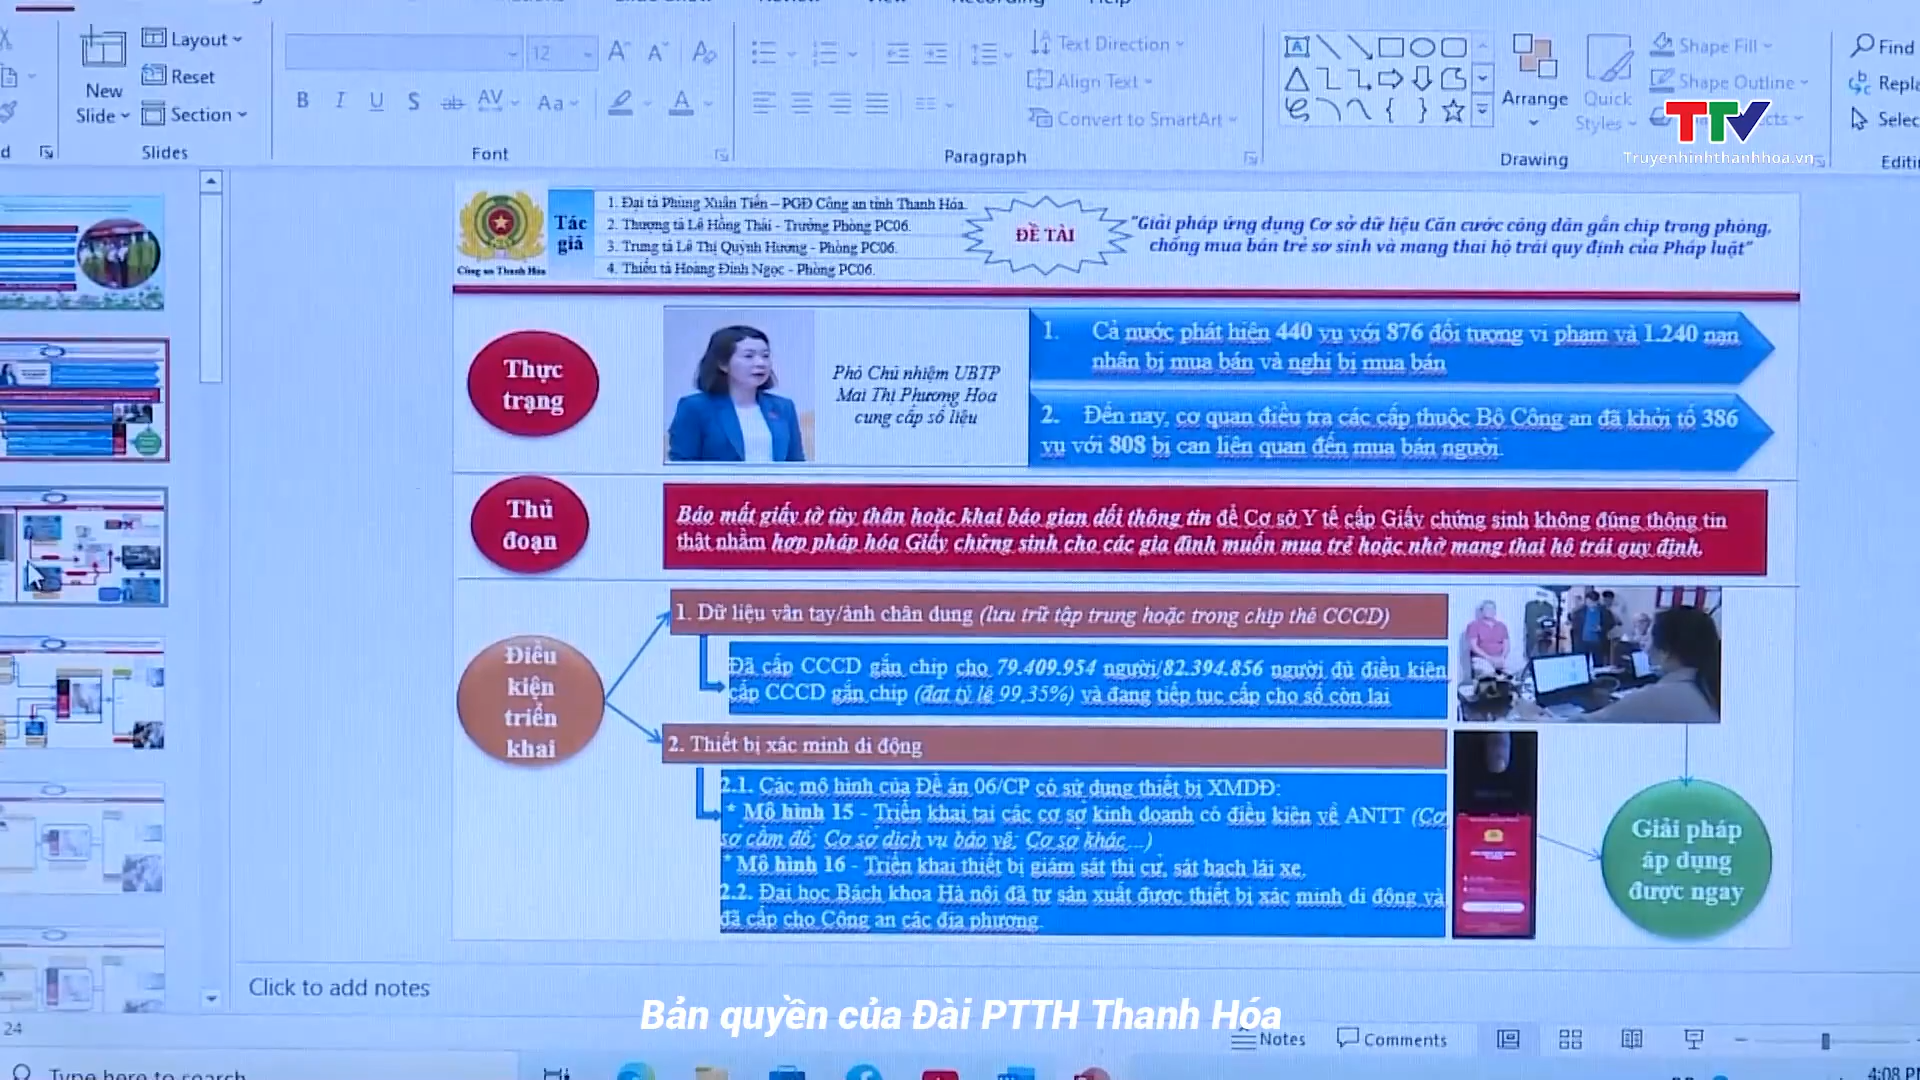 Layout
Reset
Section
New
Slide
Slides
12
B I U S ab AV Aa A
Font
Text Direction
Align Text
Convert to SmartArt
Paragraph
Arrange
Quick
Styles
Shape Fill
Shape Outline
Drawing
Find
TTV
Truyenhinhthanhhoa.vn
Công an Thanh Hóa
Tác
giả
1. Đại tá Phùng Xuân Tiến – PGĐ Công an tỉnh Thanh Hóa.
2. Thượng tá Lê Hồng Thái - Trưởng Phòng PC06.
3. Trung tá Lê Thị Quỳnh Hương - Phòng PC06.
4. Thiếu tá Hoàng Đình Ngọc - Phòng PC06.
ĐỀ TÀI
"Giải pháp ứng dụng Cơ sở dữ liệu Căn cước công dân gắn chip trong phòng,
chống mua bán trẻ sơ sinh và mang thai hộ trái quy định của Pháp luật"
Thực
trạng
Phó Chủ nhiệm UBTP
Mai Thị Phương Hoa
cung cấp số liệu
1. Cả nước phát hiện 440 vụ với 876 đối tượng vi phạm và 1.240 nạn
nhân bị mua bán và nghi bị mua bán
2. Đến nay, cơ quan điều tra các cấp thuộc Bộ Công an đã khởi tố 386
vụ với 808 bị can liên quan đến mua bán người.
Thủ
đoạn
Báo mất giấy tờ tùy thân hoặc khai báo gian dối thông tin để Cơ sở Y tế cấp Giấy chứng sinh không đúng thông tin
thật nhằm hợp pháp hóa Giấy chứng sinh cho các gia đình muốn mua trẻ hoặc nhờ mang thai hộ trái quy định.
Điều
kiện
triển
khai
1. Dữ liệu vân tay/ảnh chân dung (lưu trữ tập trung hoặc trong chip thẻ CCCD)
Đã cấp CCCD gắn chip cho 79.409.954 người/82.394.856 người đủ điều kiện
cấp CCCD gắn chip (đạt tỷ lệ 99,35%) và đang tiếp tục cấp cho số còn lại
2. Thiết bị xác minh di động
2.1. Các mô hình của Đề án 06/CP có sử dụng thiết bị XMDĐ:
* Mô hình 15 - Triển khai tại các cơ sở kinh doanh có điều kiện về ANTT (Cơ
sở cầm đồ; Cơ sở dịch vụ bảo vệ; Cơ sở khác...)
* Mô hình 16 - Triển khai thiết bị giám sát thi cử, sát hạch lái xe.
2.2. Đại học Bách khoa Hà nội đã tự sản xuất được thiết bị xác minh di động và
đã cấp cho Công an các địa phương.
Giải pháp
áp dụng
được ngay
Click to add notes
Bản quyền của Đài PTTH Thanh Hóa
24
Notes
Comments
Type here to search
4:08 PM